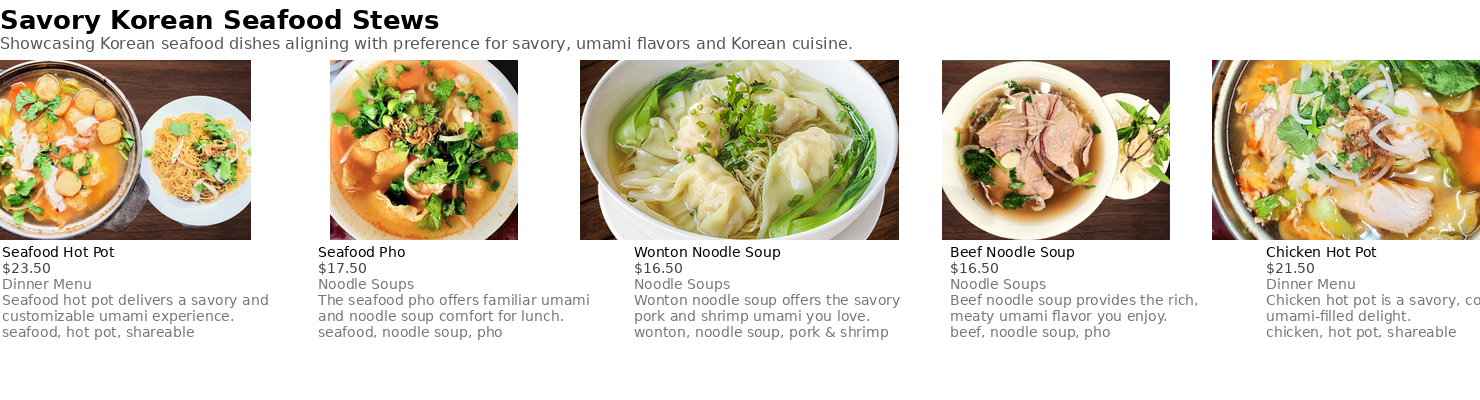 Savory Korean Seafood Stews
Showcasing Korean seafood dishes aligning with preference for savory, umami flavors and Korean cuisine.
Seafood Hot Pot
$23.50
Dinner Menu
Seafood hot pot delivers a savory and
customizable umami experience.
seafood, hot pot, shareable
Seafood Pho
$17.50
Noodle Soups
The seafood pho offers familiar umami
and noodle soup comfort for lunch.
seafood, noodle soup, pho
Wonton Noodle Soup
$16.50
Noodle Soups
Wonton noodle soup offers the savory
pork and shrimp umami you love.
wonton, noodle soup, pork & shrimp
Beef Noodle Soup
$16.50
Noodle Soups
Beef noodle soup provides the rich,
meaty umami flavor you enjoy.
beef, noodle soup, pho
Chicken Hot Pot
$21.50
Dinner Menu
Chicken hot pot is a savory,
umami-filled delight.
chicken, hot pot, shareable